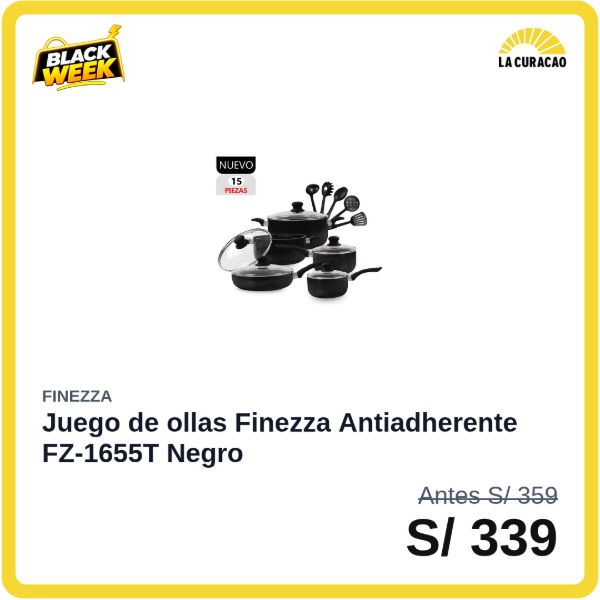 BLACK
WEEK
LA CURACAO
NUEVO
15
PIEZAS
FINEZZA
Juego de ollas Finezza Antiadherente
FZ-1655T Negro
Antes S/ 359
S/ 339